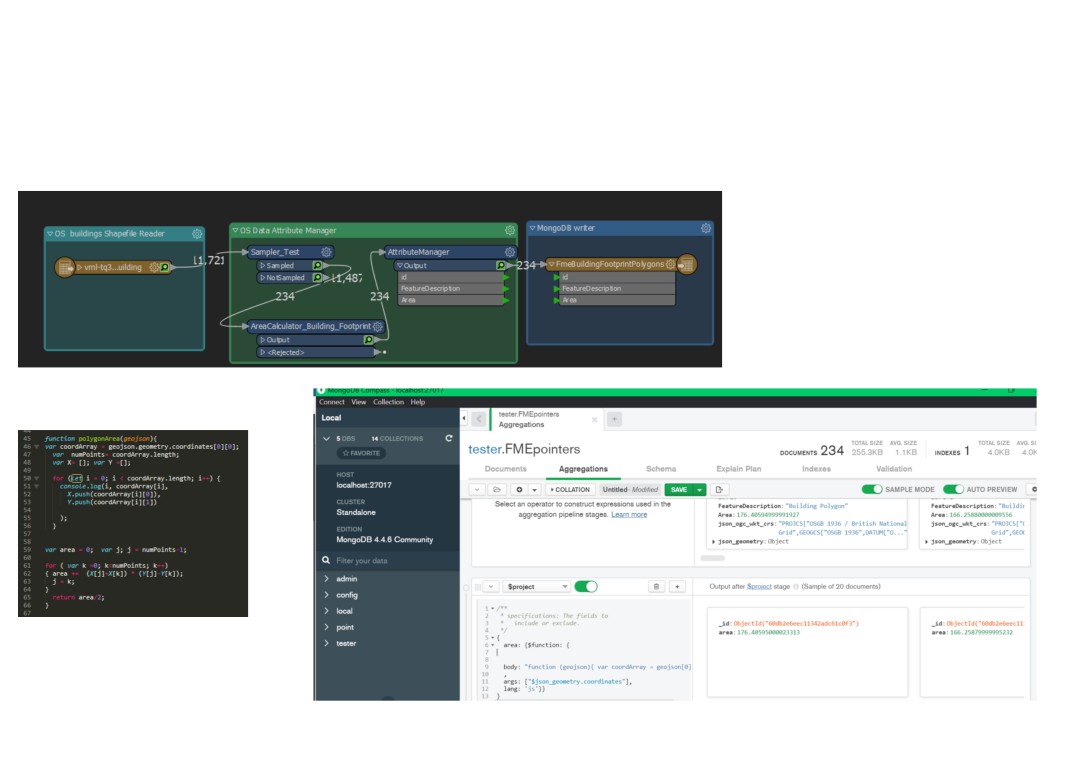 OS buildings Shapefile Reader
vml-tq3...uilding
11,721
OS Data Attribute Manager
Sampler_Test
Sampled
NotSampled
11,487
234
AreaCalculator_Building_Footprint
Output
<Rejected>
234
AttributeManager
Output
id
FeatureDescription
Area
234
MongoDB writer
FmeBuildingFootprintPolygons
id
FeatureDescription
Area
45 function polygonArea(geojson){
46 var coordArray = geojson.geometry.coordinates[0][0];
47 var numPoints= coordArray.length;
48 var X= []; var Y =[];
49
50 for (let i = 0; i < coordArray.length; i++) {
51 console.log(i, coordArray[i],
52 X.push(coordArray[i][0]),
53 Y.push(coordArray[i][1])
54
55 );
56 }
57
58
59 var area = 0; var j; j = numPoints-1;
60
61 for ( var k =0; k<numPoints; k++)
62 { area += (X[j]+X[k]) * (Y[j]-Y[k]);
63 j = k;
64 }
65 return area/2;
66 }
67
MongoDB Compass - localhost:27017
Connect View Collection Help
Local
5 DBS 14 COLLECTIONS
FAVORITE
HOST
localhost:27017
CLUSTER
Standalone
EDITION
MongoDB 4.4.6 Community
Filter your data
admin
config
local
point
tester
tester.FMEpointers
Aggregations
tester.FMEpointers
DOCUMENTS 234 TOTAL SIZE 255.3KB AVG. SIZE 1.1KB INDEXES 1 TOTAL SIZE 4.0KB AVG. SI 4.0K
Documents Aggregations Schema Explain Plan Indexes Validation
COLLATION Untitled- Modified SAVE SAMPLE MODE AUTO PREVIEW
Select an operator to construct expressions used in the
aggregation pipeline stages. Learn more
FeatureDescription: "Building Polygon"
Area: 176.40594999991927
json_ogc_wkt_crs: "PROJCS["OSGB 1936 / British National
Grid",GEOGCS["OSGB 1936",DATUM["O..."
json_geometry: Object
FeatureDescription: "Buildin
Area: 166.25880000009556
json_ogc_wkt_crs: "PROJCS["(
Grid",GEO(
json_geometry: Object
$project
Output after $project stage (Sample of 20 documents)
1 /**
2 * specifications: The fields to
3 * include or exclude.
4 */
5 {
6 area: {$function: {
7
8
9 body: "function (geojson){ var coordArray = geojson[0]
10 ,
11 args: ["$json_geometry.coordinates"],
12 lang: 'js'}}
13 }
_id: ObjectId("60db2e6eec11342adc61c0f3")
area: 176.40595000023313
_id: ObjectId("60db2e6eec11
area: 166.25879999995232